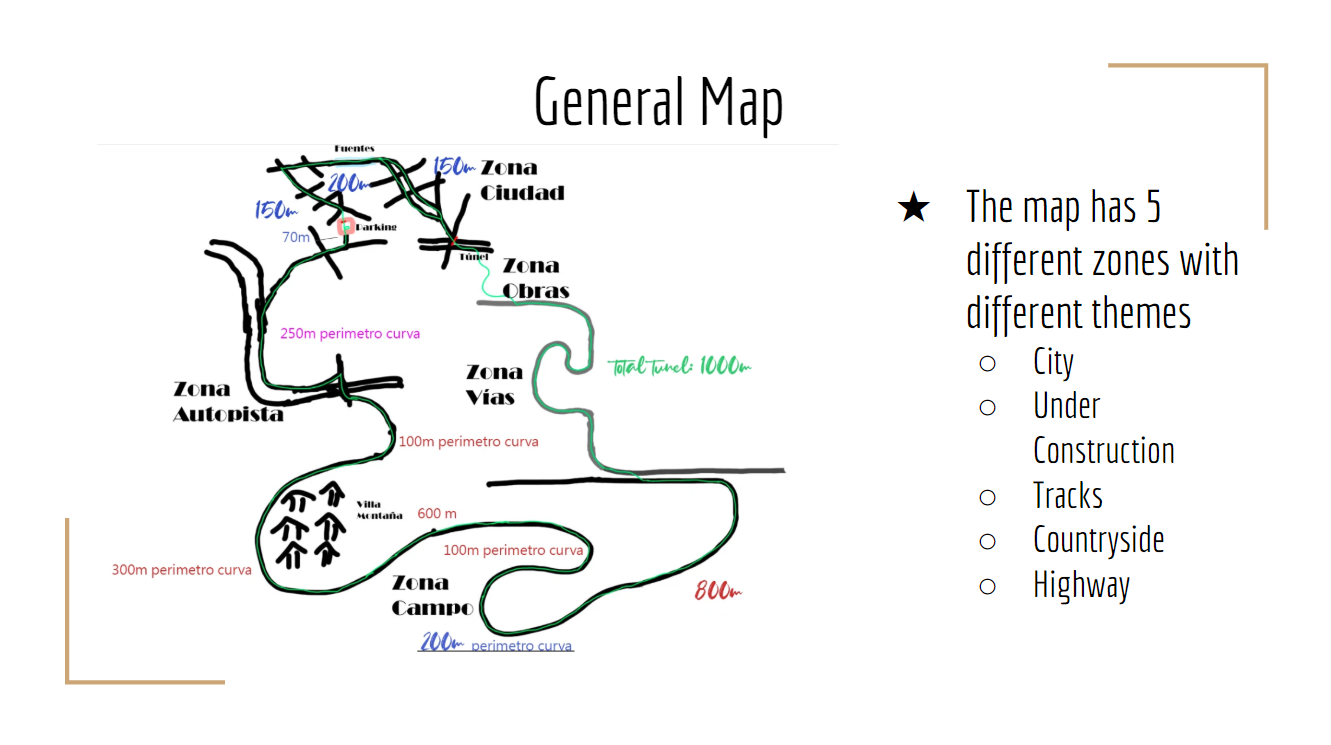 General Map
Fuentes
150m
Zona
Ciudad
200m
150m
Parking
70m
Túnel
Zona
Obras
250m perimetro curva
Total Tunel: 1000m
Zona
Vías
Zona
Autopista
100m perimetro curva
Villa
Montaña
600 m
100m perimetro curva
300m perimetro curva
Zona
Campo
800m
200m perimetro curva
★ The map has 5
different zones with
different themes
○ City
○ Under
Construction
○ Tracks
○ Countryside
○ Highway